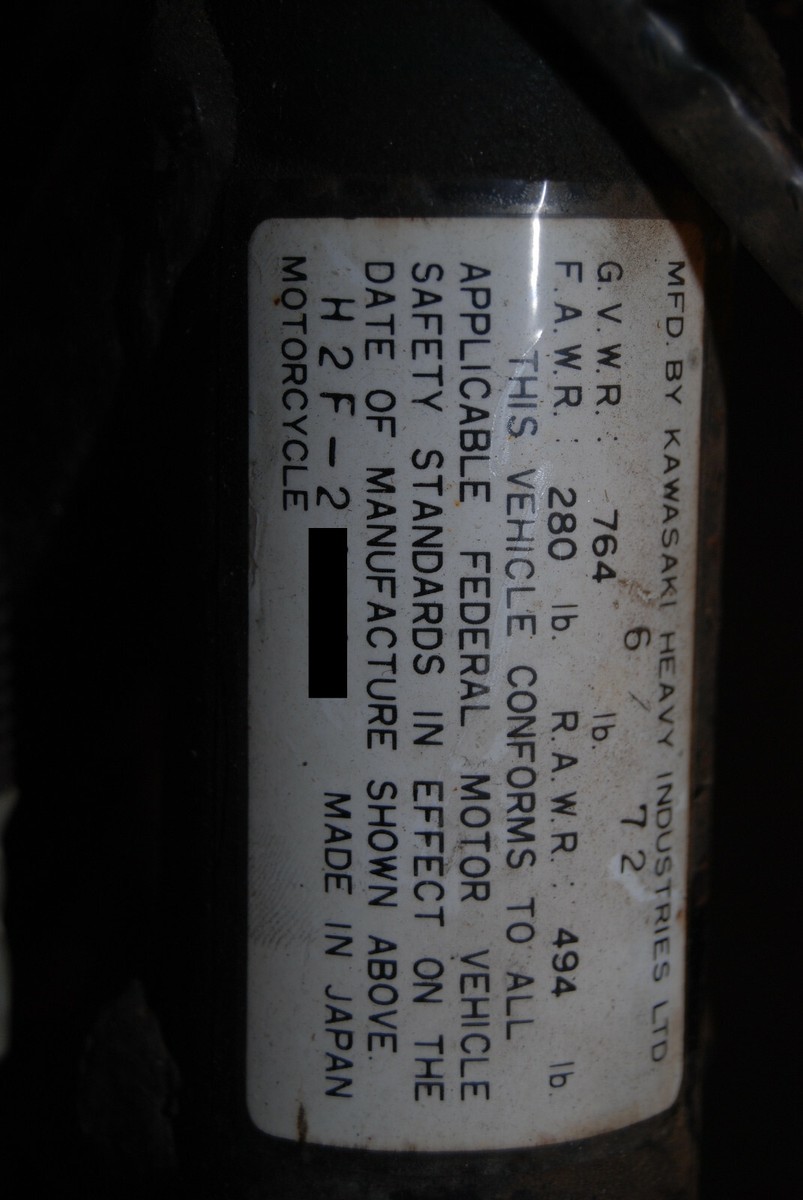 MFD. BY KAWASAKI HEAVY INDUSTRIES LTD.
6 / 72
G.V.W.R. : 764 lb.
F.A.W.R. : 280 lb. R.A.W.R. : 494 lb.
THIS VEHICLE CONFORMS TO ALL
APPLICABLE FEDERAL MOTOR VEHICLE
SAFETY STANDARDS IN EFFECT ON THE
DATE OF MANUFACTURE SHOWN ABOVE.
H2F-2 MADE IN JAPAN
MOTORCYCLE